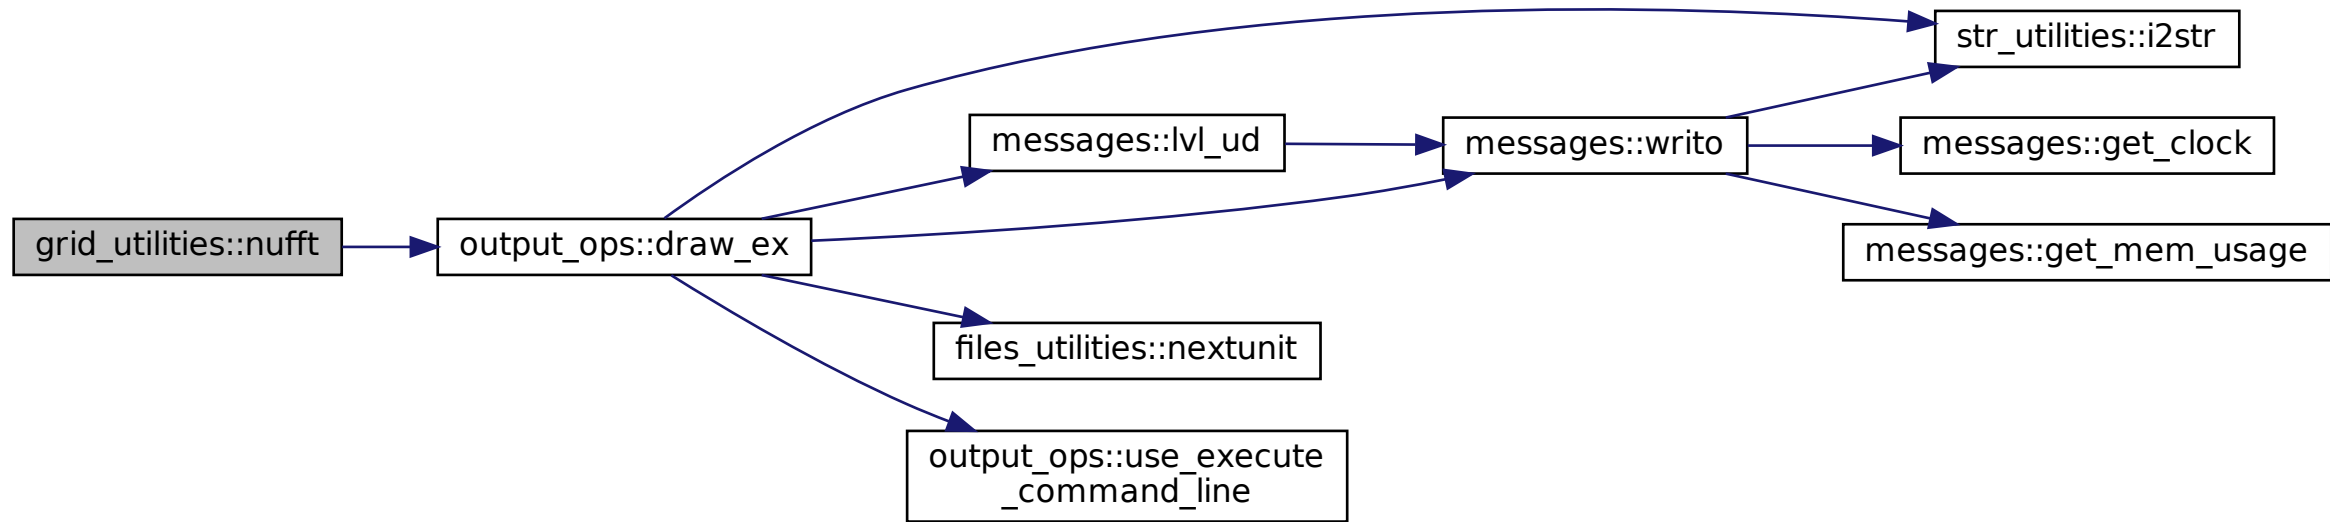 str_utilities::i2str
messages::lvl_ud
messages::writo
messages::get_clock
grid_utilities::nufft
output_ops::draw_ex
messages::get_mem_usage
files_utilities::nextunit
output_ops::use_execute
_command_line